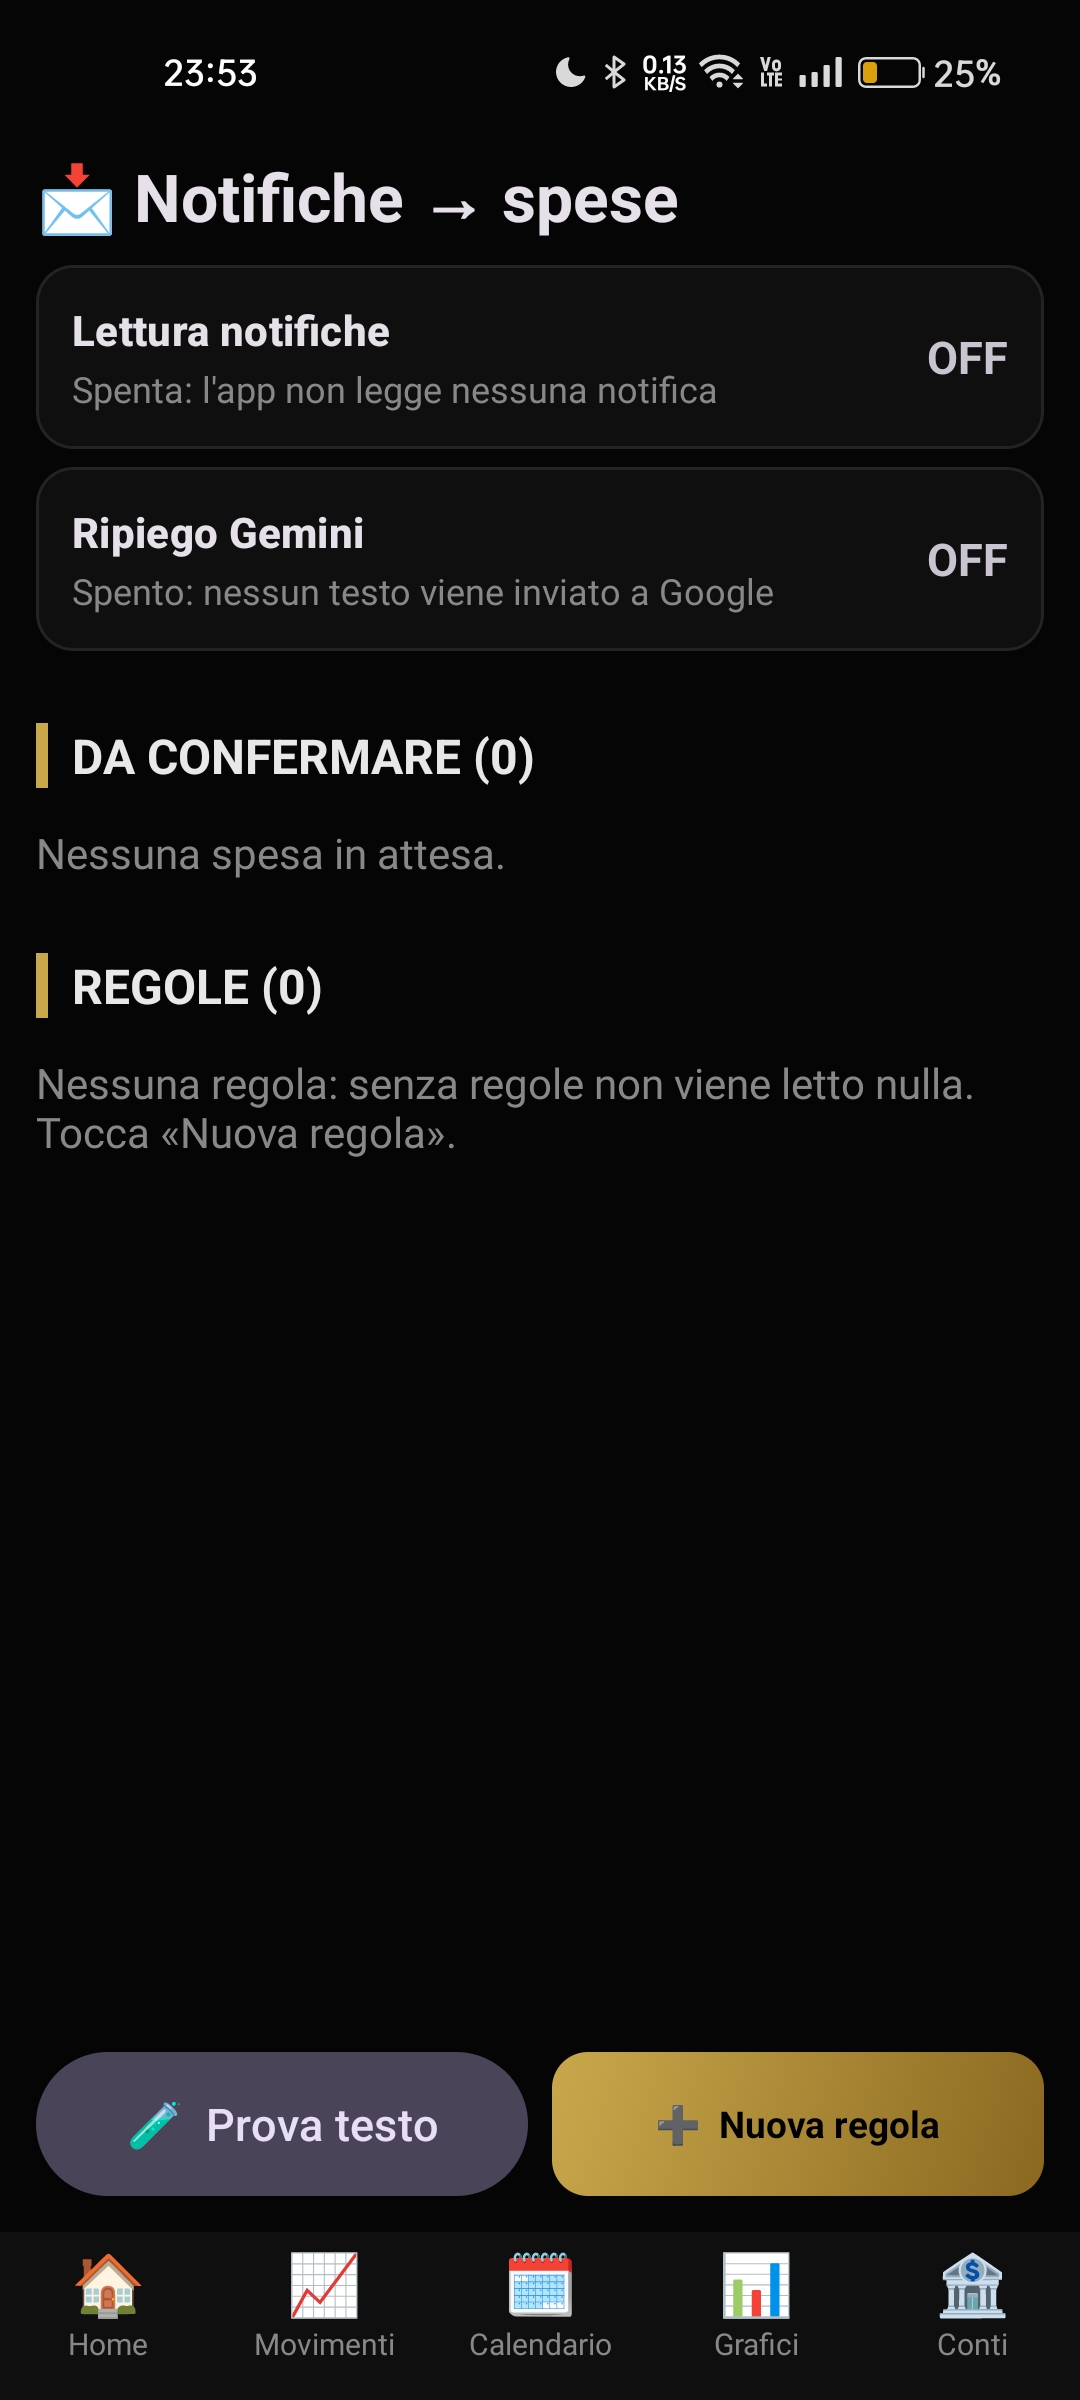 23:53
0.13 KB/S
Vo LTE
25%
Notifiche → spese
Lettura notifiche
Spenta: l'app non legge nessuna notifica
OFF
Ripiego Gemini
Spento: nessun testo viene inviato a Google
OFF
DA CONFERMARE (0)
Nessuna spesa in attesa.
REGOLE (0)
Nessuna regola: senza regole non viene letto nulla.
Tocca «Nuova regola».
Prova testo
Nuova regola
Home
Movimenti
Calendario
Grafici
Conti